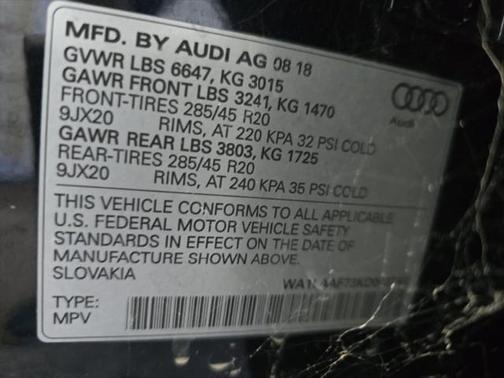 MFD. BY AUDI AG 08 18
GVWR LBS 6647, KG 3015
GAWR FRONT LBS 3241, KG 1470
FRONT-TIRES 285/45 R20
9JX20 RIMS, AT 220 KPA 32 PSI COLD
GAWR REAR LBS 3803, KG 1725
REAR-TIRES 285/45 R20
9JX20 RIMS, AT 240 KPA 35 PSI COLD
Audi
THIS VEHICLE CONFORMS TO ALL APPLICABLE
U.S. FEDERAL MOTOR VEHICLE SAFETY
STANDARDS IN EFFECT ON THE DATE OF
MANUFACTURE SHOWN ABOVE.
SLOVAKIA
TYPE:
MPV